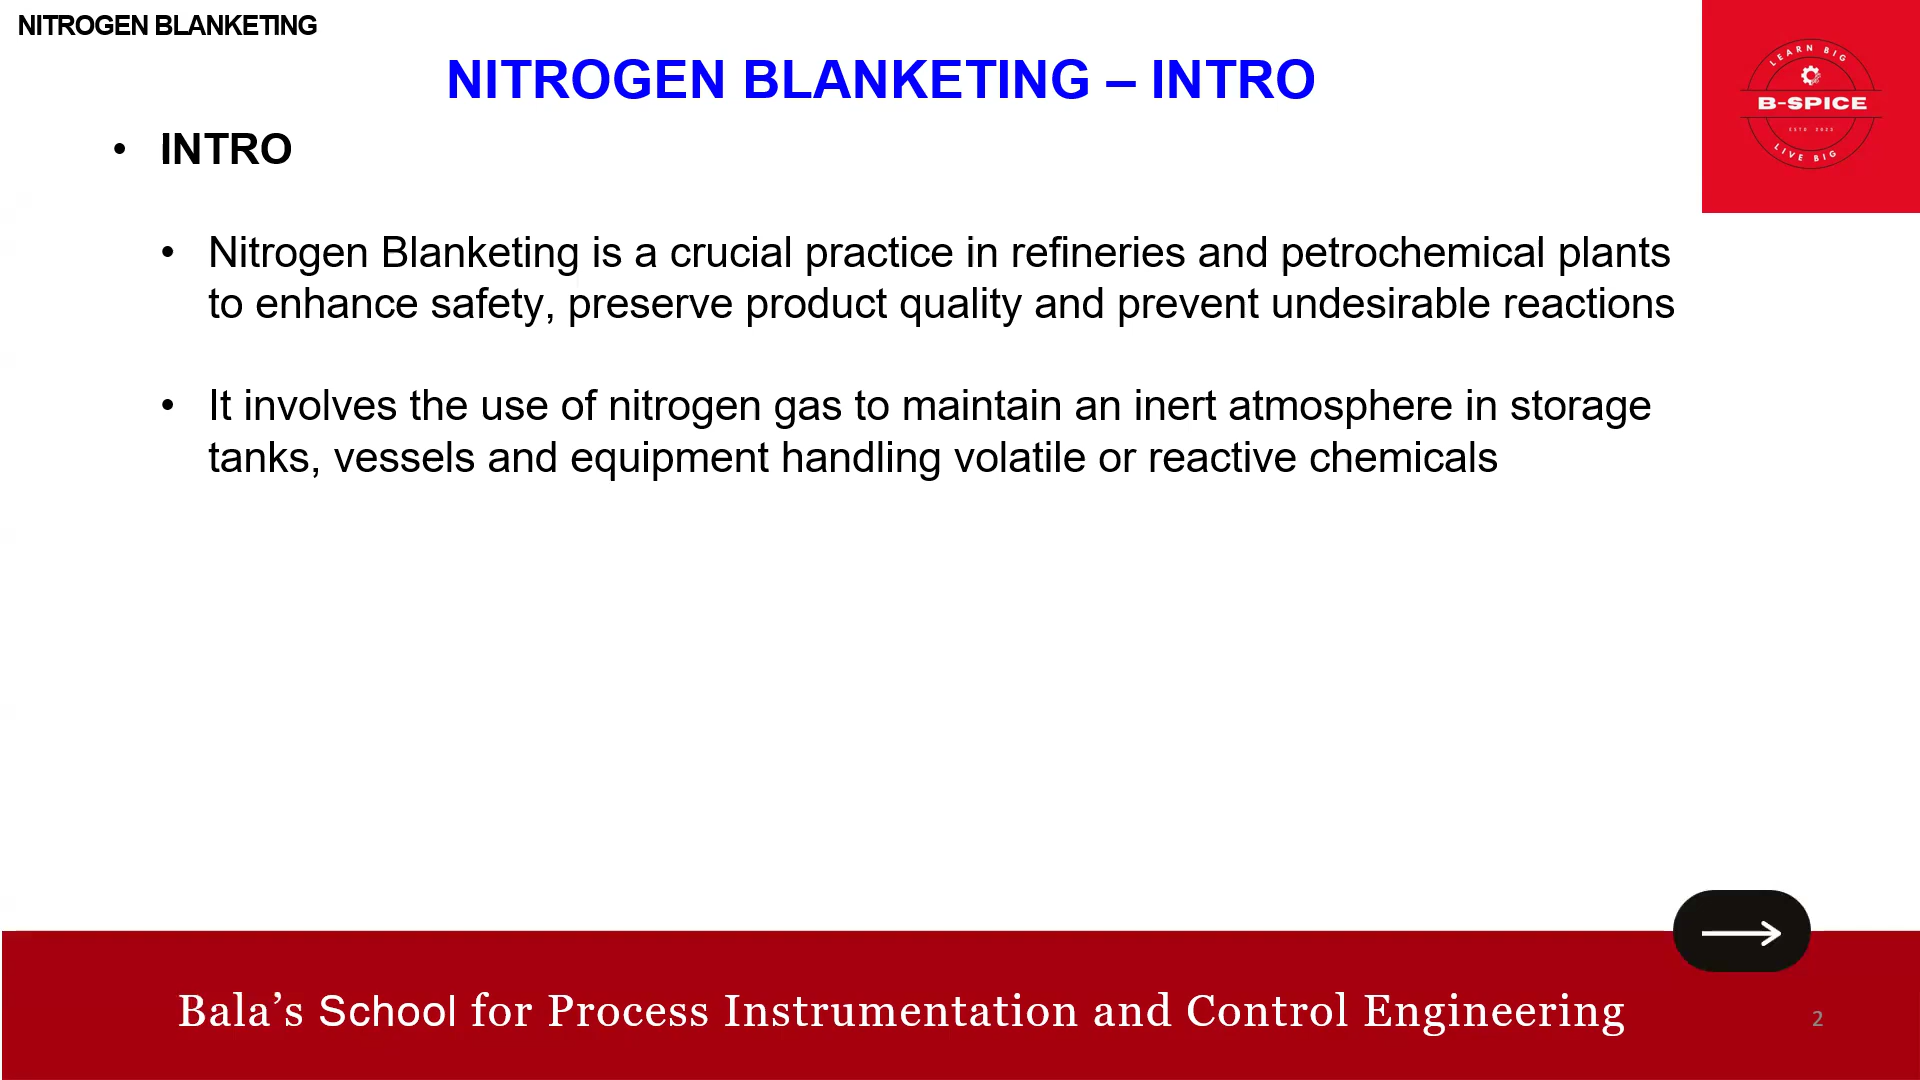 NITROGEN BLANKETING
NITROGEN BLANKETING – INTRO
• INTRO
• Nitrogen Blanketing is a crucial practice in refineries and petrochemical plants
to enhance safety, preserve product quality and prevent undesirable reactions
• It involves the use of nitrogen gas to maintain an inert atmosphere in storage
tanks, vessels and equipment handling volatile or reactive chemicals
LEARN BIG
B-SPICE
LIVE BIG
Bala’s School for Process Instrumentation and Control Engineering
2